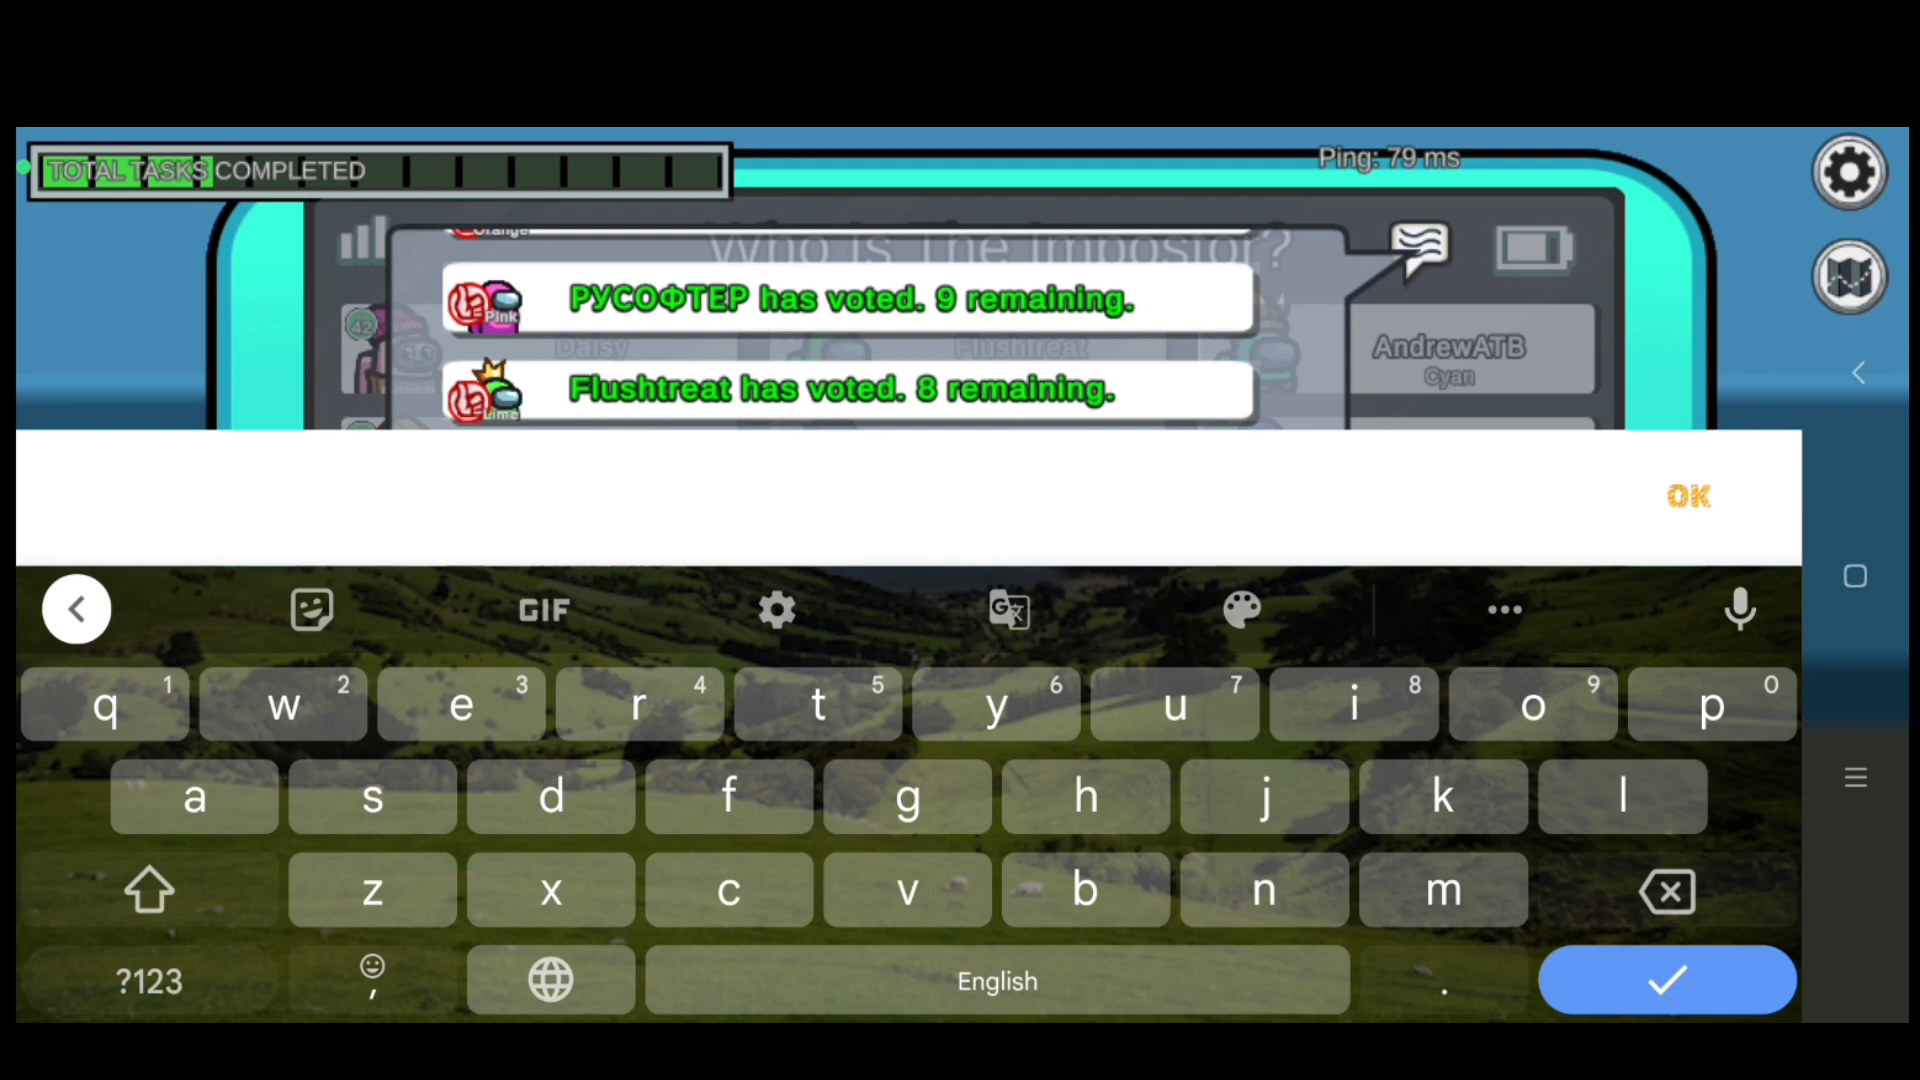 TOTAL TASKS COMPLETED
Ping: 79 ms
Who Is The Impostor?
Orange
РУСОФТЕР has voted. 9 remaining.
Pink
42
Daisy
Flushtreat
AndrewATB
Cyan
Flushtreat has voted. 8 remaining.
Lime
OK
GIF
G
q 1 w 2 e 3 r 4 t 5 y 6 u 7 i 8 o 9 p 0
a s d f g h j k l
z x c v b n m
?123 , English .